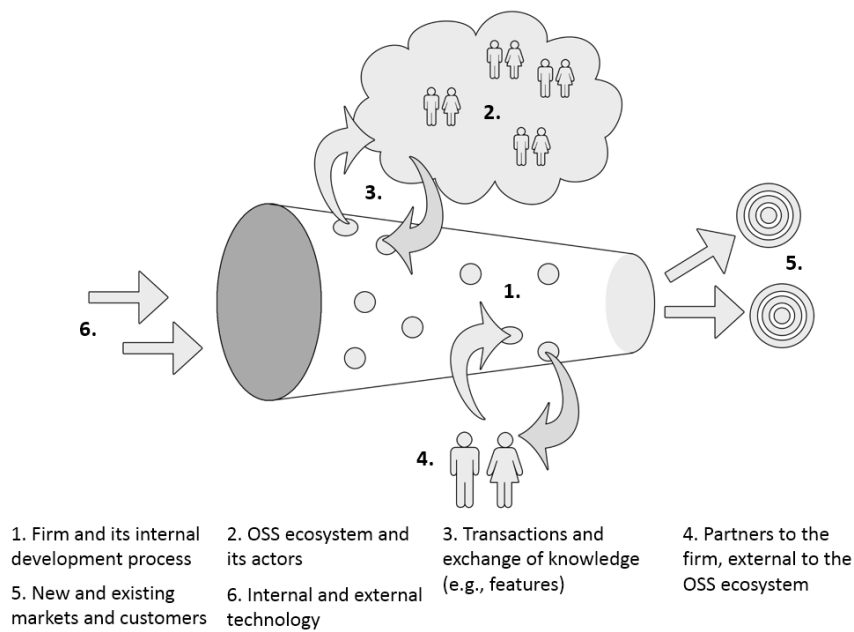 2.
3.
1.
5.
6.
4.
1. Firm and its internal
development process
2. OSS ecosystem and
its actors
3. Transactions and
exchange of knowledge
(e.g., features)
4. Partners to the
firm, external to the
OSS ecosystem
5. New and existing
markets and customers
6. Internal and external
technology